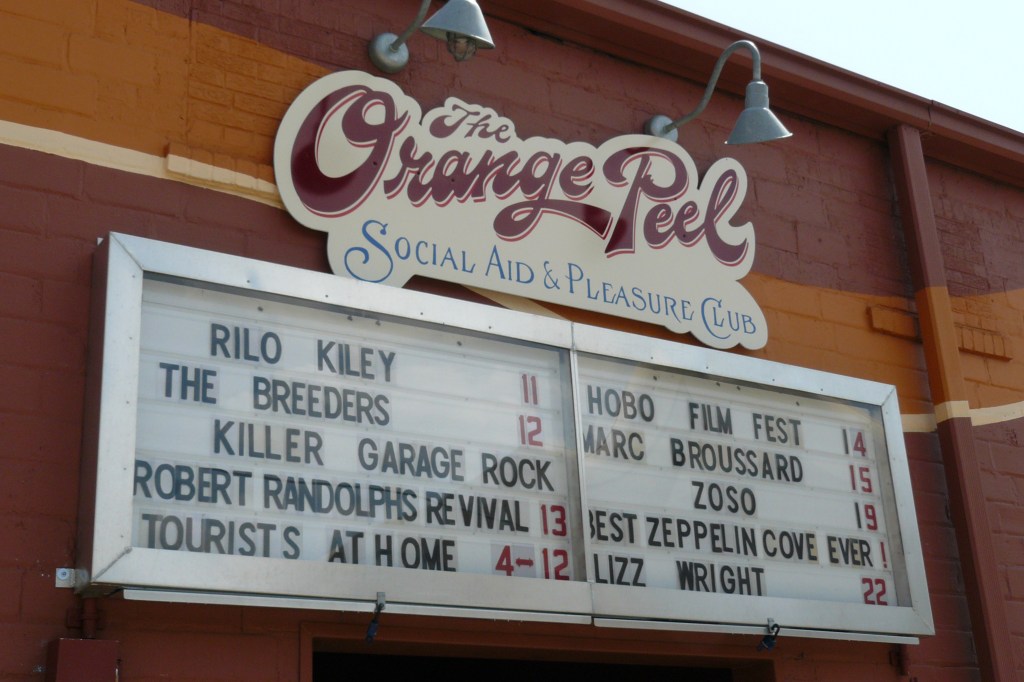 The
Orange Peel
Social Aid & Pleasure Club
RILO KILEY 11
THE BREEDERS 12
KILLER GARAGE ROCK
ROBERT RANDOLPHS REVIVAL 13
TOURISTS AT HOME 4-12
HOBO FILM FEST 14
MARC BROUSSARD 15
ZOSO 19
BEST ZEPPELIN COVE EVER !
LIZZ WRIGHT 22